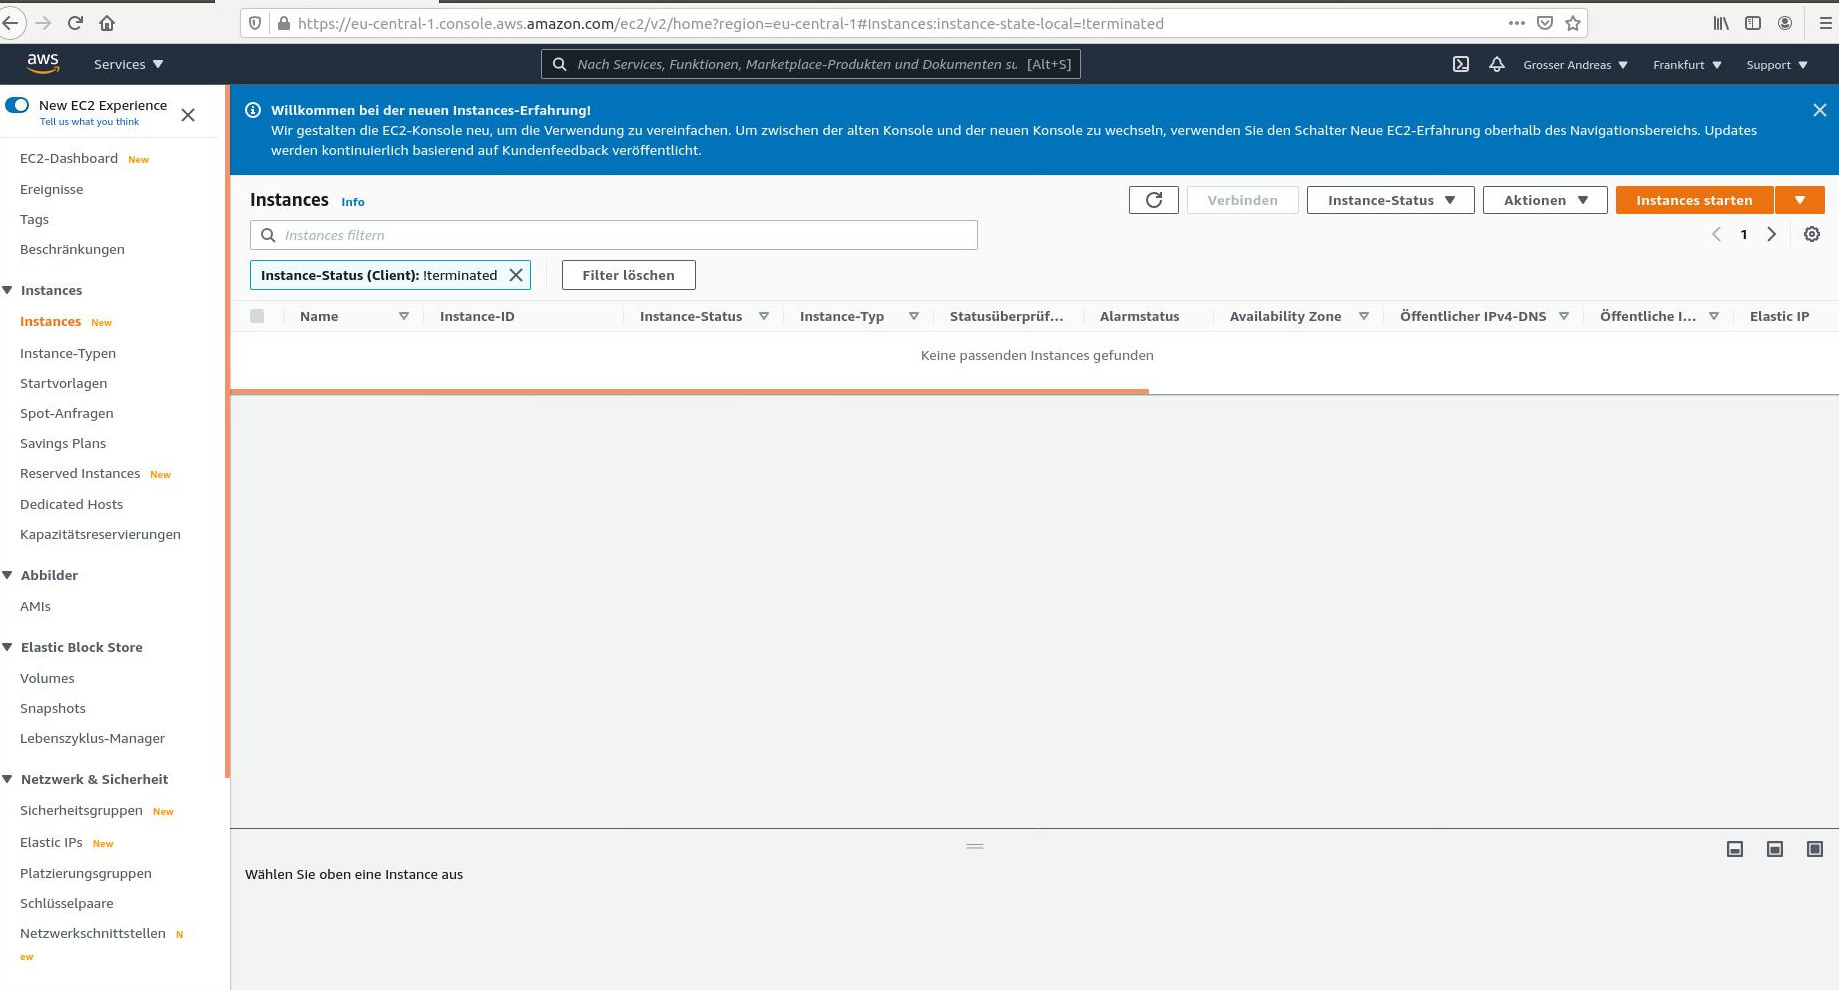 https://eu-central-1.console.aws.amazon.com/ec2/v2/home?region=eu-central-1#Instances:instance-state-local=!terminated
aws
Services
Nach Services, Funktionen, Marketplace-Produkten und Dokumenten su
[Alt+S]
Grosser Andreas
Frankfurt
Support
New EC2 Experience
Tell us what you think
EC2-Dashboard New
Ereignisse
Tags
Beschränkungen
Instances
Instances New
Instance-Typen
Startvorlagen
Spot-Anfragen
Savings Plans
Reserved Instances New
Dedicated Hosts
Kapazitätsreservierungen
Abbilder
AMIs
Elastic Block Store
Volumes
Snapshots
Lebenszyklus-Manager
Netzwerk & Sicherheit
Sicherheitsgruppen New
Elastic IPs New
Platzierungsgruppen
Schlüsselpaare
Netzwerkschnittstellen N
ew
Willkommen bei der neuen Instances-Erfahrung!
Wir gestalten die EC2-Konsole neu, um die Verwendung zu vereinfachen. Um zwischen der alten Konsole und der neuen Konsole zu wechseln, verwenden Sie den Schalter Neue EC2-Erfahrung oberhalb des Navigationsbereichs. Updates
werden kontinuierlich basierend auf Kundenfeedback veröffentlicht.
Instances Info
Verbinden
Instance-Status
Aktionen
Instances starten
Instances filtern
1
Instance-Status (Client): !terminated
Filter löschen
Name Instance-ID Instance-Status Instance-Typ Statusüberprüf... Alarmstatus Availability Zone Öffentlicher IPv4-DNS Öffentliche I... Elastic IP
Keine passenden Instances gefunden
Wählen Sie oben eine Instance aus